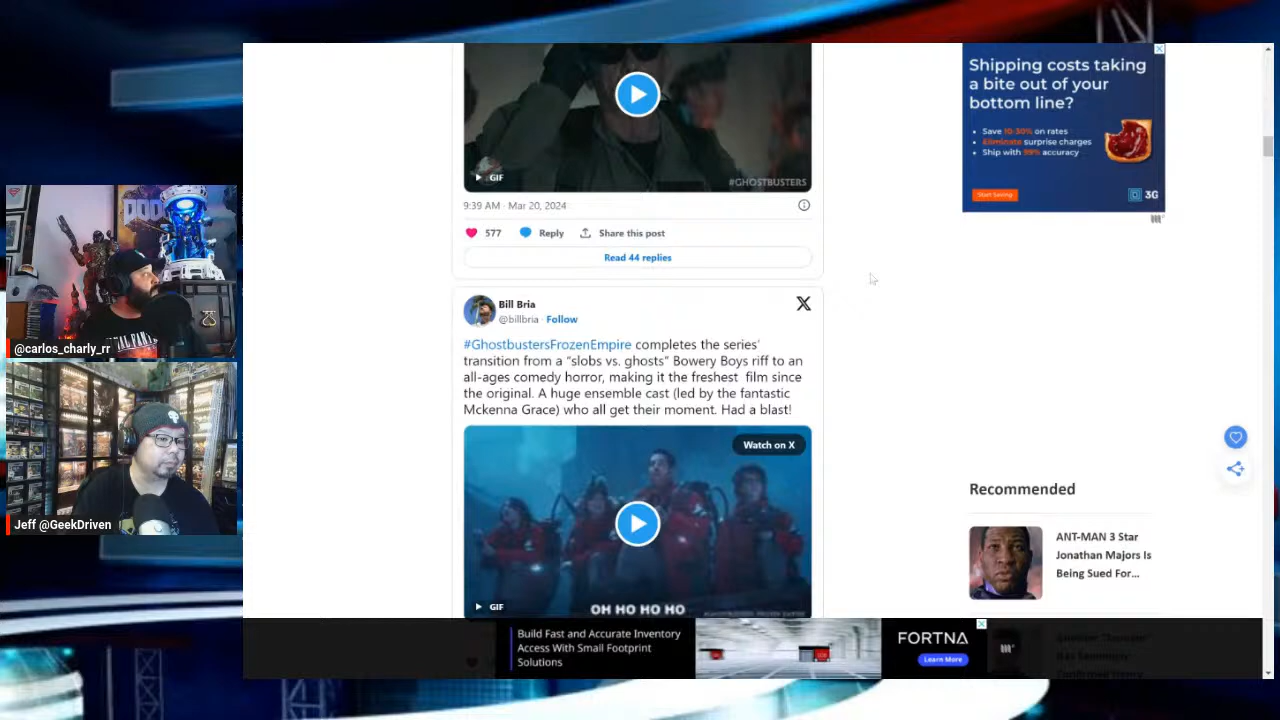 DOO
@carlos_charly_rr
Jeff @GeekDriven
GIF
#GHOSTBUSTERS
9:39 AM · Mar 20, 2024
577
Reply
Share this post
Read 44 replies
Bill Bria
@billbria · Follow
#GhostbustersFrozenEmpire completes the series'
transition from a "slobs vs. ghosts" Bowery Boys riff to an
all-ages comedy horror, making it the freshest film since
the original. A huge ensemble cast (led by the fantastic
Mckenna Grace) who all get their moment. Had a blast!
Watch on X
GIF
OH HO HO HO
Shipping costs taking
a bite out of your
bottom line?
• Save 10-30% on rates
• Eliminate surprise charges
• Ship with 99% accuracy
Start Saving
3G
Recommended
ANT-MAN 3 Star
Jonathan Majors Is
Being Sued For...
Build Fast and Accurate Inventory
Access With Small Footprint
Solutions
FORTNA
Learn More